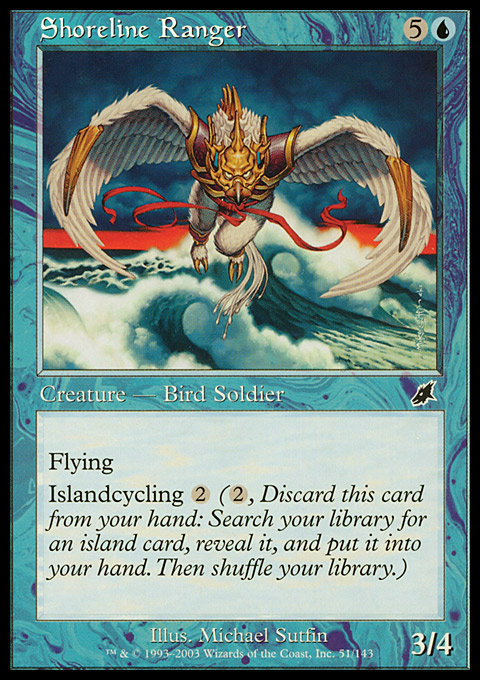 Shoreline Ranger 5
Creature — Bird Soldier
Flying
Islandcycling 2 (2, Discard this card
from your hand: Search your library for
an island card, reveal it, and put it into
your hand. Then shuffle your library.)
Illus. Michael Sutfin
3/4
™ & © 1993–2003 Wizards of the Coast, Inc. 51/143